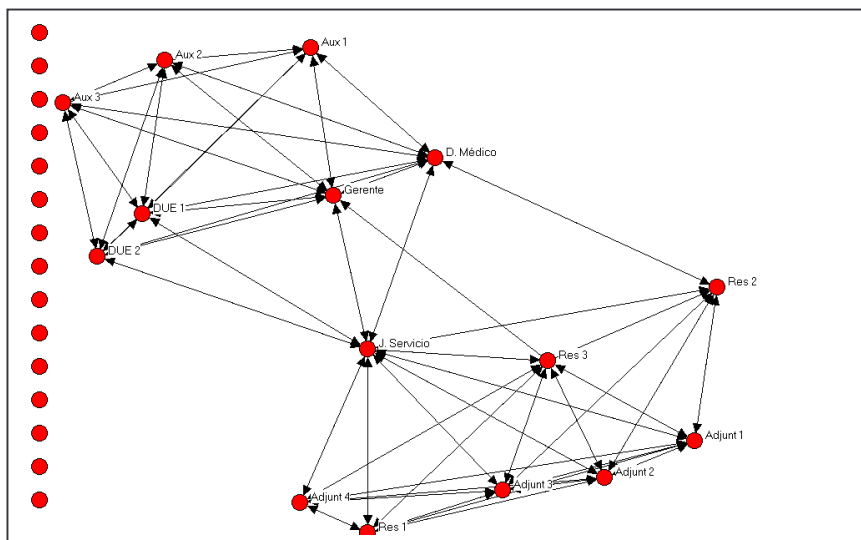 Aux 1
Aux 2
Aux 3
D. Médico
Gerente
DUE 1
DUE 2
Res 2
J. Servicio
Res 3
Adjunt 1
Adjunt 2
Adjunt 3
Adjunt 4
Res 1